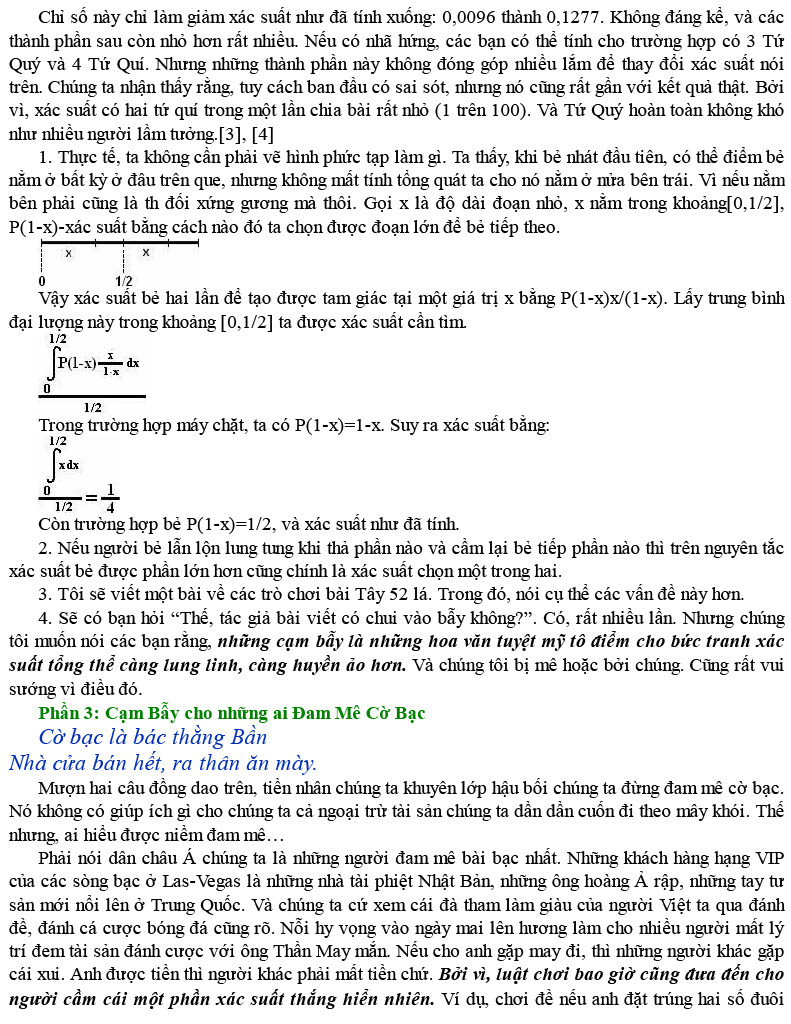 Chỉ số này chỉ làm giảm xác suất như đã tính xuống: 0,0096 thành 0,1277. Không đáng kể, và các
thành phần sau còn nhỏ hơn rất nhiều. Nếu có nhã hứng, các bạn có thể tính cho trường hợp có 3 Tứ
Quý và 4 Tứ Quí. Nhưng những thành phần này không đóng góp nhiều lắm để thay đổi xác suất nói
trên. Chúng ta nhận thấy rằng, tuy cách ban đầu có sai sót, nhưng nó cũng rất gần với kết quả thật. Bởi
vì, xác suất có hai tứ quí trong một lần chia bài rất nhỏ (1 trên 100). Và Tứ Quý hoàn toàn không khó
như nhiều người lầm tưởng.[3], [4]
1. Thực tế, ta không cần phải vẽ hình phức tạp làm gì. Ta thấy, khi bẻ nhát đầu tiên, có thể điểm bẻ
nằm ở bất kỳ ở đâu trên que, nhưng không mất tính tổng quát ta cho nó nằm ở nửa bên trái. Vì nếu nằm
bên phải cũng là th đối xứng gương mà thôi. Gọi x là độ dài đoạn nhỏ, x nằm trong khoảng[0,1/2],
P(1-x)-xác suất bằng cách nào đó ta chọn được đoạn lớn để bẻ tiếp theo.
x x
0 1/2
Vậy xác suất bẻ hai lần để tạo được tam giác tại một giá trị x bằng P(1-x)x/(1-x). Lấy trung bình
đại lượng này trong khoảng [0,1/2] ta được xác suất cần tìm.
1/2
∫P(1-x) x/1-x dx
0
1/2
Trong trường hợp máy chặt, ta có P(1-x)=1-x. Suy ra xác suất bằng:
1/2
∫x dx
0
1/2 = 1/4
Còn trường hợp bẻ P(1-x)=1/2, và xác suất như đã tính.
2. Nếu người bẻ lẫn lộn lung tung khi thả phần nào và cầm lại bẻ tiếp phần nào thì trên nguyên tắc
xác suất bẻ được phần lớn hơn cũng chính là xác suất chọn một trong hai.
3. Tôi sẽ viết một bài về các trò chơi bài Tây 52 lá. Trong đó, nói cụ thể các vấn đề này hơn.
4. Sẽ có bạn hỏi “Thế, tác giả bài viết có chui vào bẫy không?”. Có, rất nhiều lần. Nhưng chúng
tôi muốn nói các bạn rằng, những cạm bẫy là những hoa văn tuyệt mỹ tô điểm cho bức tranh xác
suất tổng thể càng lung linh, càng huyền ảo hơn. Và chúng tôi bị mê hoặc bởi chúng. Cũng rất vui
sướng vì điều đó.
Phần 3: Cạm Bẫy cho những ai Đam Mê Cờ Bạc
Cờ bạc là bác thằng Bần
Nhà cửa bán hết, ra thân ăn mày.
Mượn hai câu đồng dao trên, tiền nhân chúng ta khuyên lớp hậu bối chúng ta đừng đam mê cờ bạc.
Nó không có giúp ích gì cho chúng ta cả ngoại trừ tài sản chúng ta dần dần cuốn đi theo mây khói. Thế
nhưng, ai hiểu được niềm đam mê…
Phải nói dân châu Á chúng ta là những người đam mê bài bạc nhất. Những khách hàng hạng VIP
của các sòng bạc ở Las-Vegas là những nhà tài phiệt Nhật Bản, những ông hoàng Ả rập, những tay tư
sản mới nổi lên ở Trung Quốc. Và chúng ta cứ xem cái đà tham làm giàu của người Việt ta qua đánh
đề, đánh cá cược bóng đá cũng rõ. Nỗi hy vọng vào ngày mai lên hương làm cho nhiều người mất lý
trí đem tài sản đánh cược với ông Thần May mắn. Nếu cho anh gặp may đi, thì những người khác gặp
cái xui. Anh được tiền thì người khác phải mất tiền chứ. Bởi vì, luật chơi bao giờ cũng đưa đến cho
người cầm cái một phần xác suất thắng hiển nhiên. Ví dụ, chơi đề nếu anh đặt trúng hai số đuôi